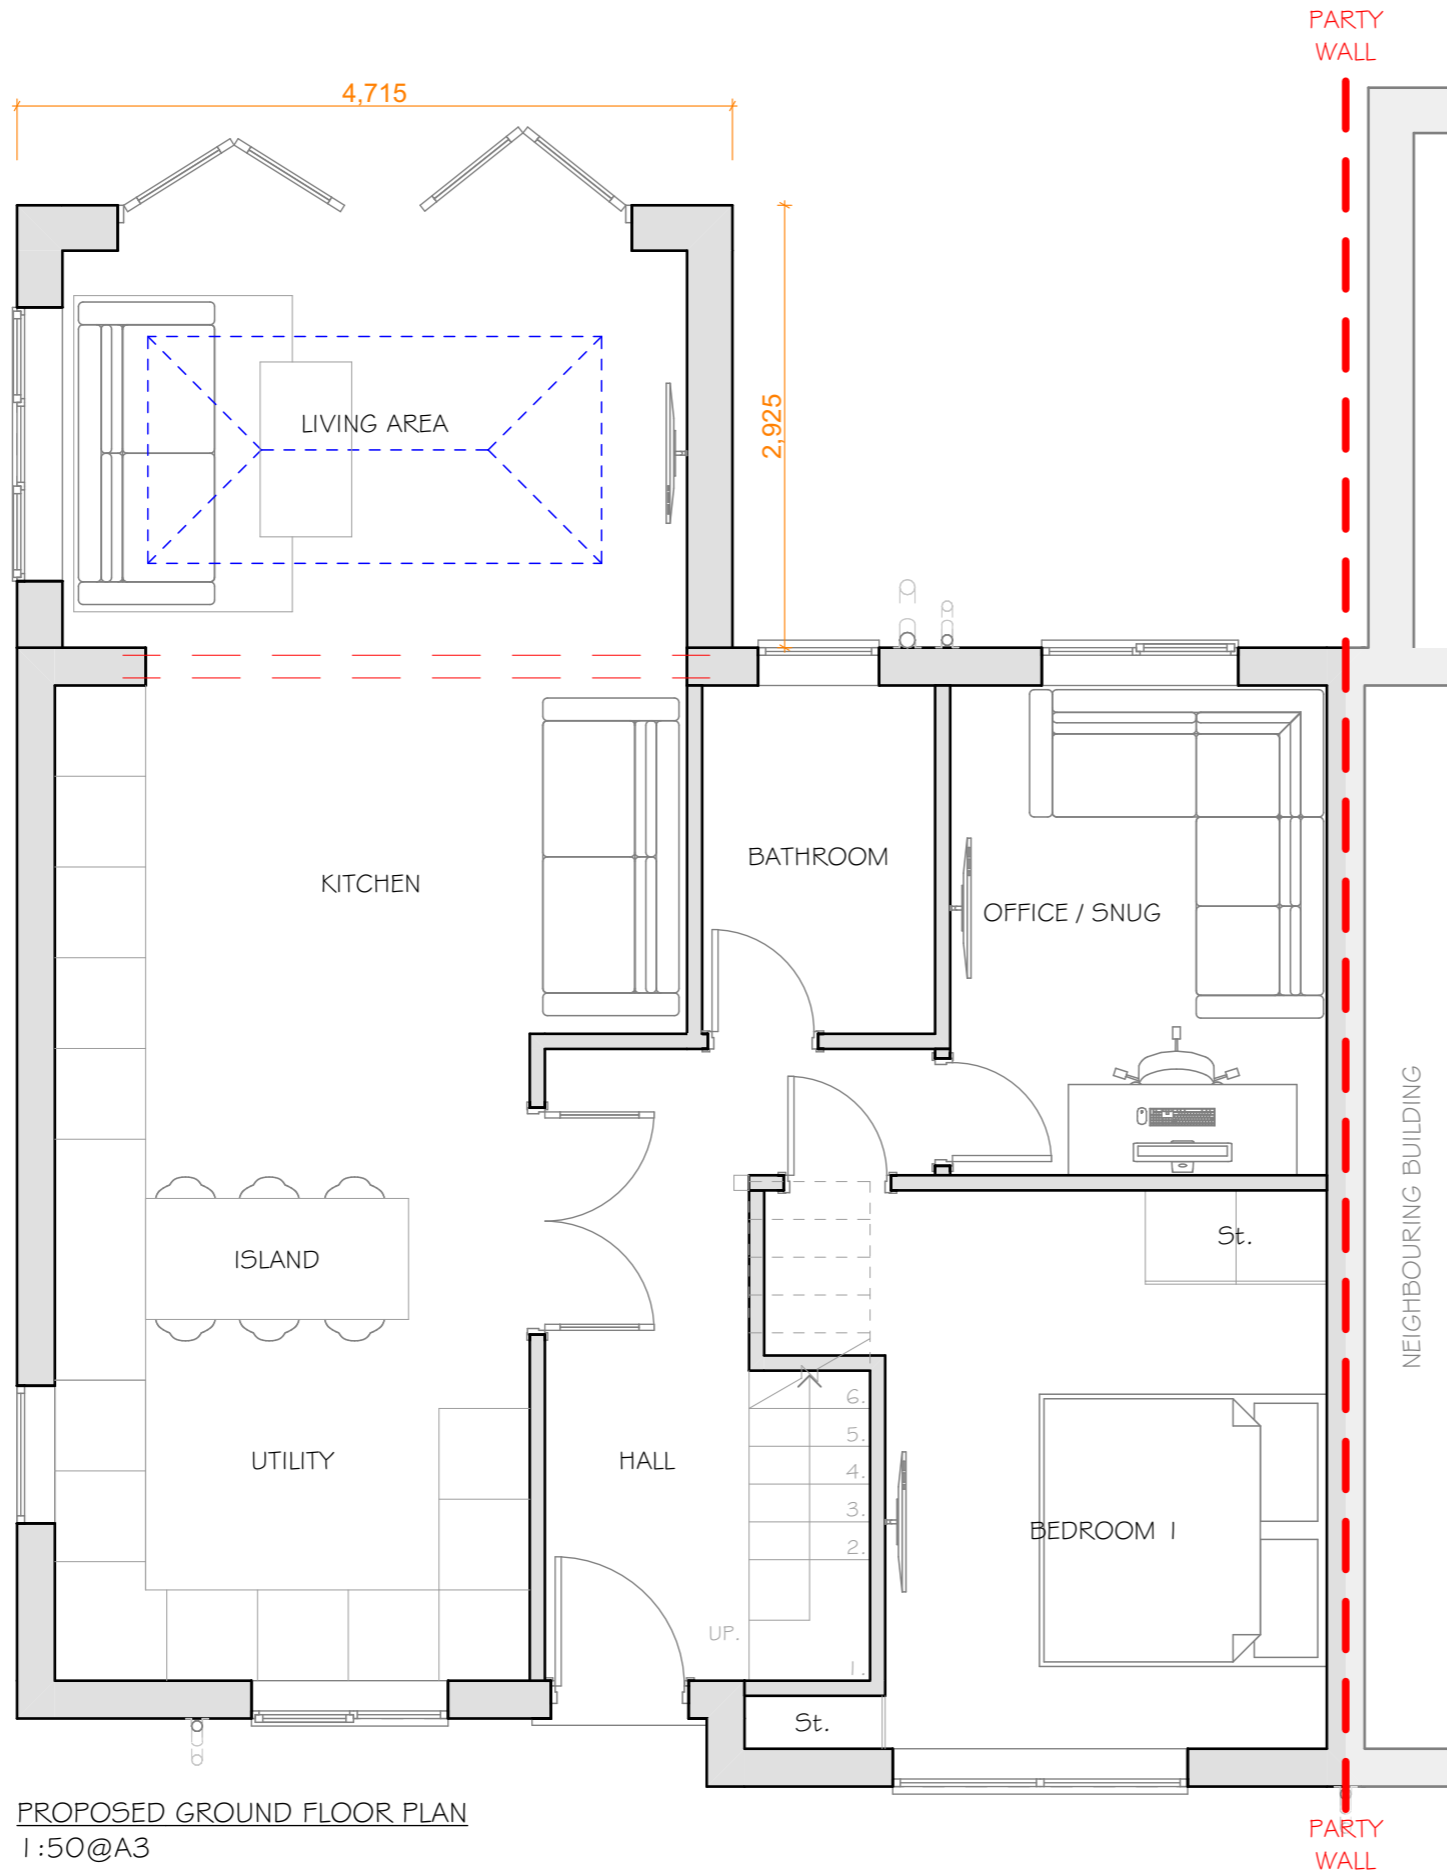 PARTY
WALL
4,715
2,925
LIVING AREA
KITCHEN
BATHROOM
OFFICE / SNUG
NEIGHBOURING BUILDING
ISLAND
St.
UTILITY
HALL
6.
5.
4.
3.
2.
BEDROOM 1
UP.
1.
St.
PROPOSED GROUND FLOOR PLAN
1:50@A3
PARTY
WALL